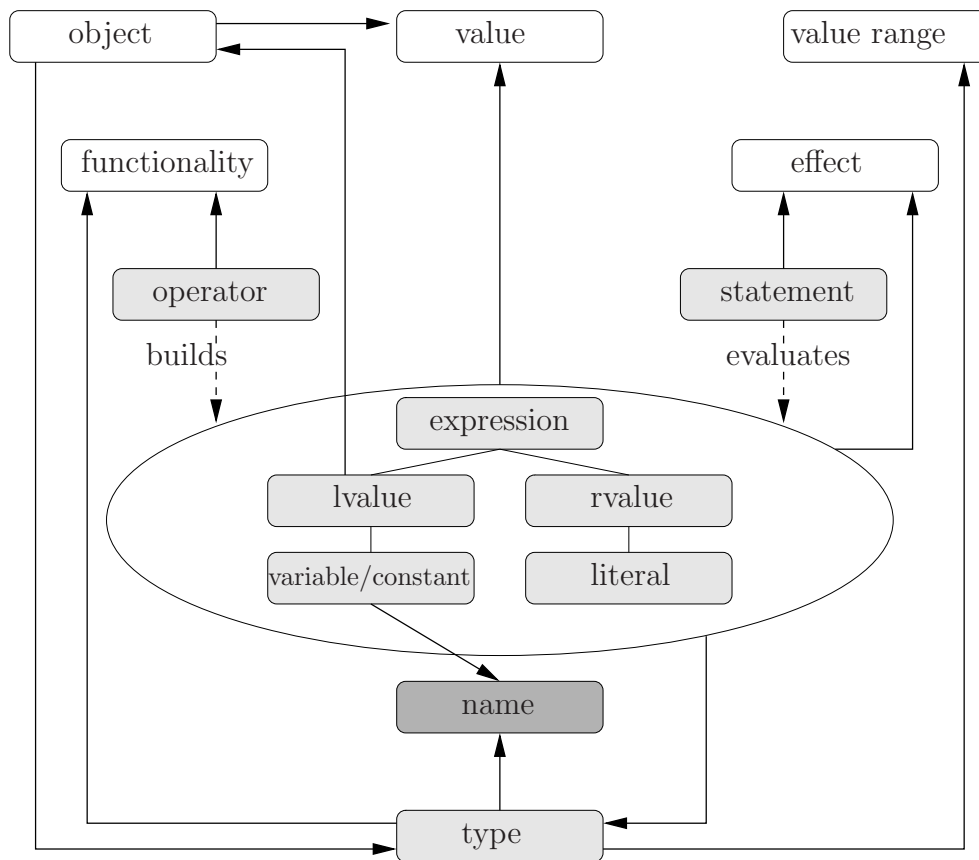 object
value
value range
functionality
effect
operator
statement
builds
evaluates
expression
lvalue
rvalue
variable/constant
literal
name
type